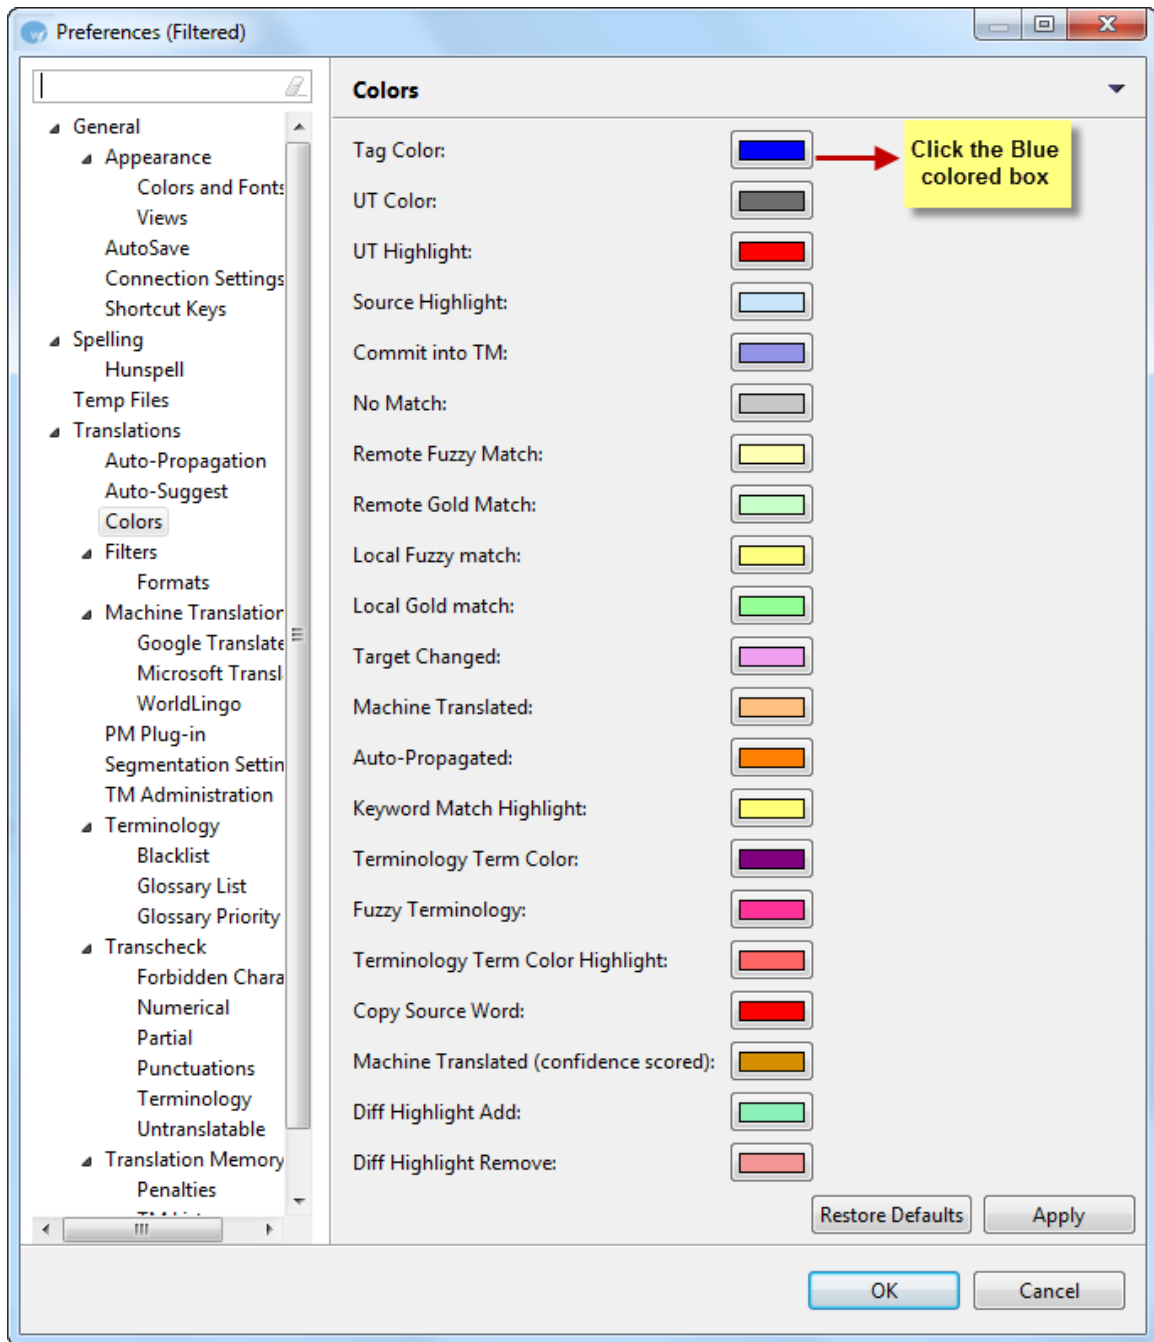 Preferences (Filtered)
General
Appearance
Colors and Fonts
Views
AutoSave
Connection Settings
Shortcut Keys
Spelling
Hunspell
Temp Files
Translations
Auto-Propagation
Auto-Suggest
Colors
Filters
Formats
Machine Translation
Google Translate
Microsoft Transl
WorldLingo
PM Plug-in
Segmentation Settin
TM Administration
Terminology
Blacklist
Glossary List
Glossary Priority
Transcheck
Forbidden Chara
Numerical
Partial
Punctuations
Terminology
Untranslatable
Translation Memory
Penalties
Colors
Tag Color:
Click the Blue
colored box
UT Color:
UT Highlight:
Source Highlight:
Commit into TM:
No Match:
Remote Fuzzy Match:
Remote Gold Match:
Local Fuzzy match:
Local Gold match:
Target Changed:
Machine Translated:
Auto-Propagated:
Keyword Match Highlight:
Terminology Term Color:
Fuzzy Terminology:
Terminology Term Color Highlight:
Copy Source Word:
Machine Translated (confidence scored):
Diff Highlight Add:
Diff Highlight Remove:
Restore Defaults
Apply
OK
Cancel